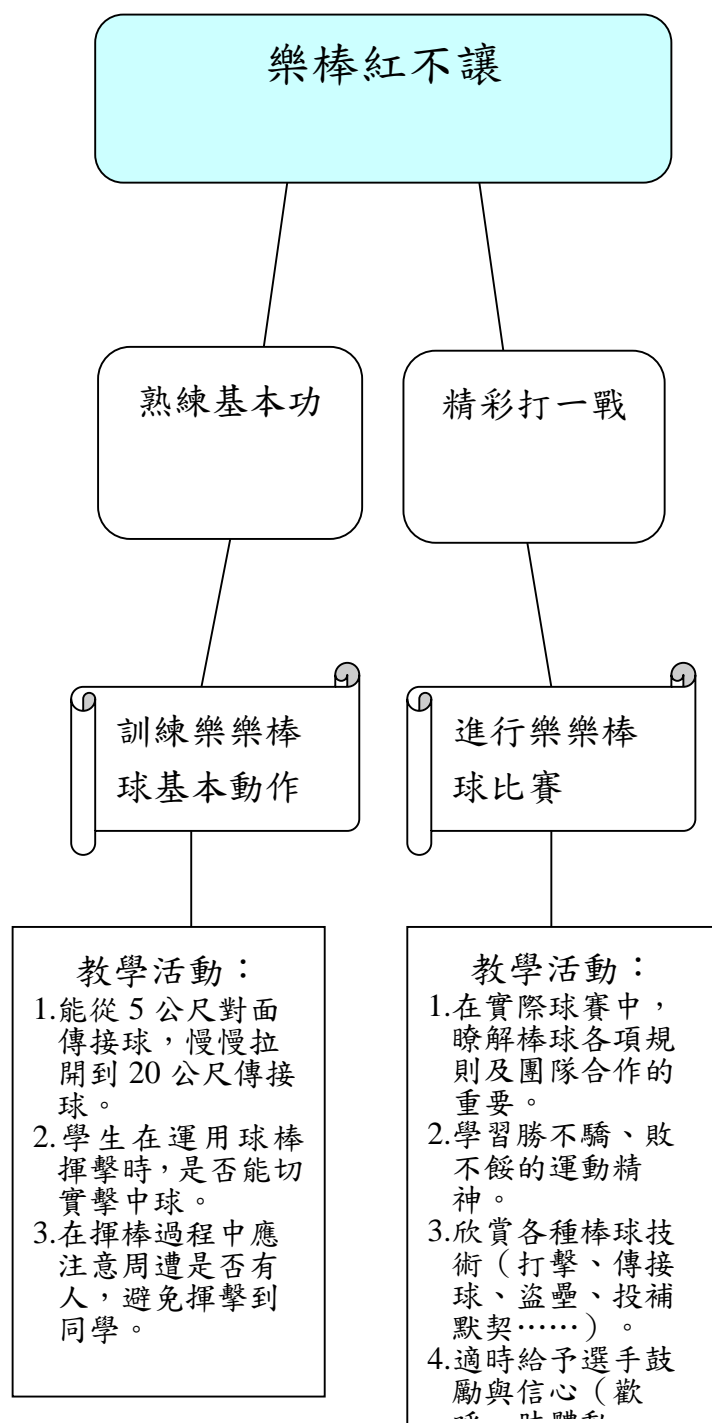 樂棒紅不讓
熟練基本功
精彩打一戰
訓練樂樂棒
球基本動作
進行樂樂棒
球比賽
教學活動：
1.能從 5 公尺對面
傳接球，慢慢拉
開到 20 公尺傳接
球。
2.學生在運用球棒
揮擊時，是否能切
實擊中球。
3.在揮棒過程中應
注意周遭是否有
人，避免揮擊到
同學。
教學活動：
1.在實際球賽中，
瞭解棒球各項規
則及團隊合作的
重要。
2.學習勝不驕、敗
不餒的運動精
神。
3.欣賞各種棒球技
術（打擊、傳接
球、盜壘、投補
默契……）。
4.適時給予選手鼓
勵與信心（歡